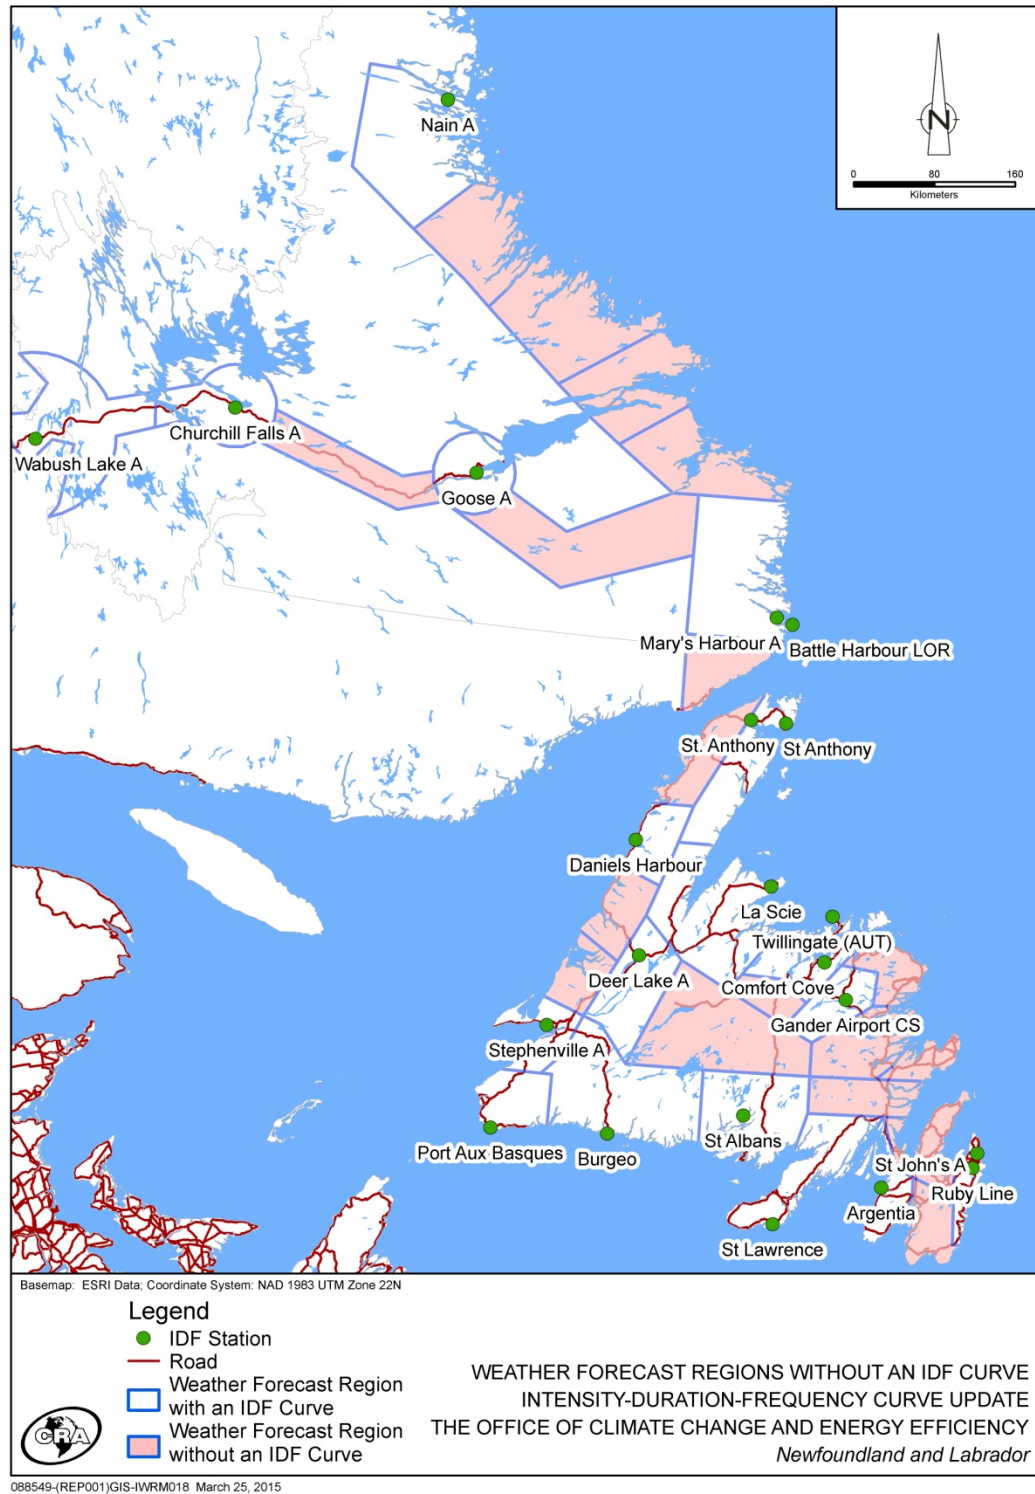 Nain A
N
0 80 160
Kilometers
Churchill Falls A
Wabush Lake A
Goose A
Mary's Harbour A
Battle Harbour LOR
St. Anthony
St Anthony
Daniels Harbour
La Scie
Twillingate (AUT)
Deer Lake A
Comfort Cove
Gander Airport CS
Stephenville A
St Albans
Port Aux Basques
Burgeo
St John's A
Ruby Line
Argentia
St Lawrence
Basemap: ESRI Data; Coordinate System: NAD 1983 UTM Zone 22N
Legend
IDF Station
Road
Weather Forecast Region
with an IDF Curve
Weather Forecast Region
without an IDF Curve
CRA
WEATHER FORECAST REGIONS WITHOUT AN IDF CURVE
INTENSITY-DURATION-FREQUENCY CURVE UPDATE
THE OFFICE OF CLIMATE CHANGE AND ENERGY EFFICIENCY
Newfoundland and Labrador
088549-(REP001)GIS-IWRM018 March 25, 2015